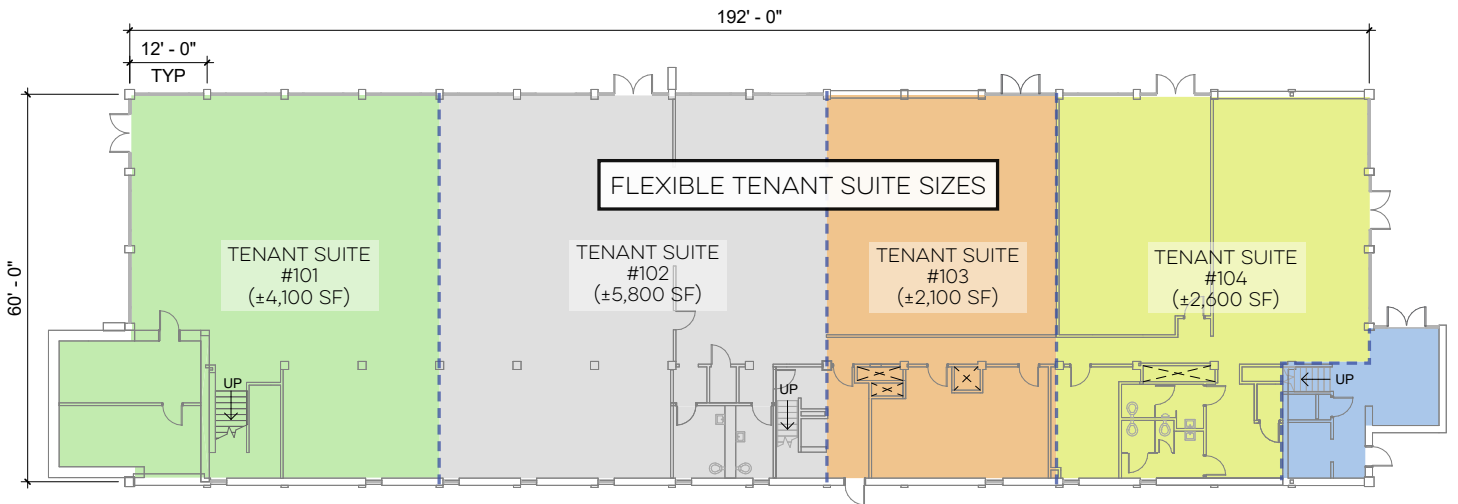 192' - 0"
12' - 0"
TYP
60' - 0"
FLEXIBLE TENANT SUITE SIZES
TENANT SUITE
#101
(±4,100 SF)
TENANT SUITE
#102
(±5,800 SF)
TENANT SUITE
#103
(±2,100 SF)
TENANT SUITE
#104
(±2,600 SF)
UP
UP
UP